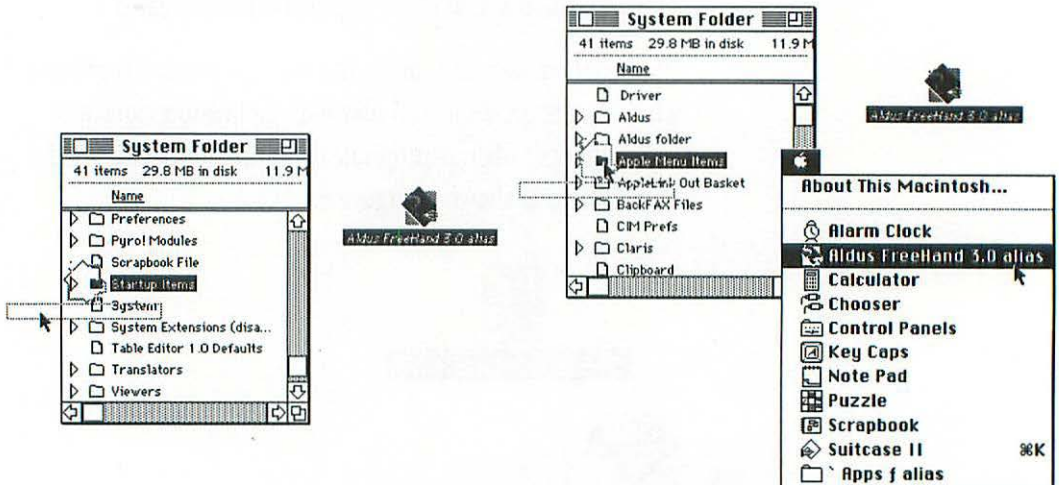 System Folder
41 items 29.8 MB in disk 11.9 M
Name
Preferences
Pyro! Modules
Scrapbook File
Startup Items
System
System Extensions (disa...
Table Editor 1.0 Defaults
Translators
Viewers
Aldus FreeHand 3.0 alias
System Folder
41 items 29.8 MB in disk 11.9 M
Name
Driver
Aldus
Aldus folder
Apple Menu Items
AppleLink Out Basket
BackFAX Files
CIM Prefs
Claris
Clipboard
Aldus FreeHand 3.0 alias
About This Macintosh...
Alarm Clock
Aldus FreeHand 3.0 alias
Calculator
Chooser
Control Panels
Key Caps
Note Pad
Puzzle
Scrapbook
Suitcase II ⌘K
` Apps ƒ alias